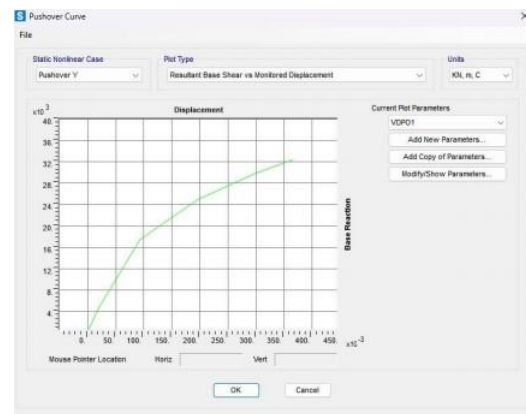 Pushover Curve
File
Static Nonlinear Case
Plot Type
Units
Pushover Y
Resultant Base Shear vs Monitored Displacement
KN, m, C
x10 3
Displacement
Current Plot Parameters
40.
36.
32.
28.
24.
20.
16.
12.
8.
4.
VDPO1
Add New Parameters...
Add Copy of Parameters...
Modify/Show Parameters...
Base Reaction
0. 50. 100. 150. 200. 250. 300. 350. 400. 450. x10 -3
Mouse Pointer Location Horiz Vert
OK Cancel